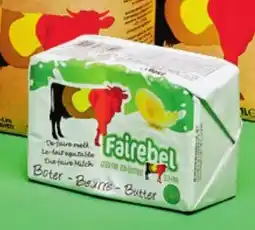 Fairebel
De faire melk
Le lait équitable
Die faire Milch
Boter - Beurre - Butter